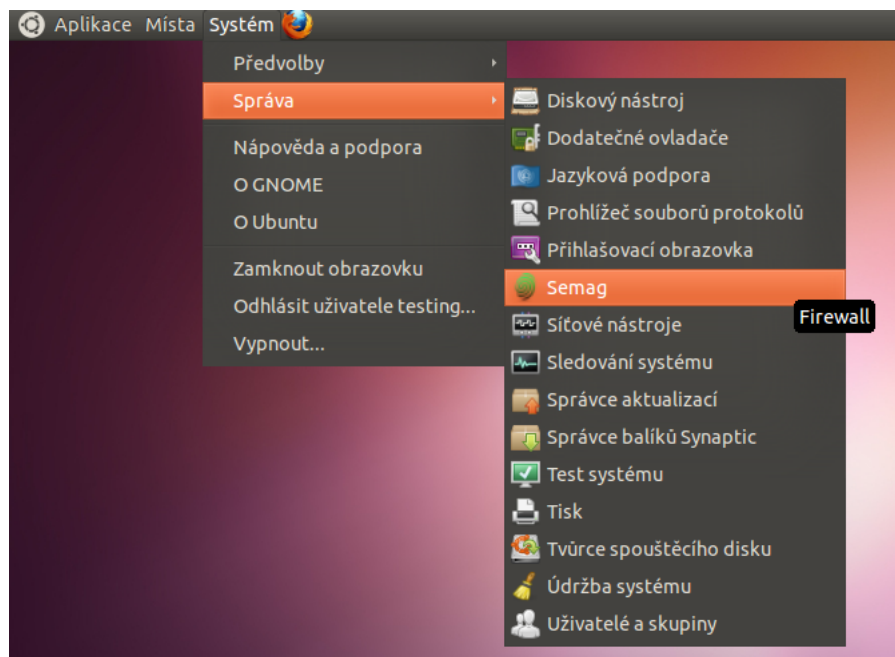 Aplikace Místa Systém
Předvolby
Správa
Nápověda a podpora
O GNOME
O Ubuntu
Zamknout obrazovku
Odhlásit uživatele testing...
Vypnout...
Diskový nástroj
Dodatečné ovladače
Jazyková podpora
Prohlížeč souborů protokolů
Přihlašovací obrazovka
Semag
Firewall
Síťové nástroje
Sledování systému
Správce aktualizací
Správce balíků Synaptic
Test systému
Tisk
Tvůrce spouštěcího disku
Údržba systému
Uživatelé a skupiny